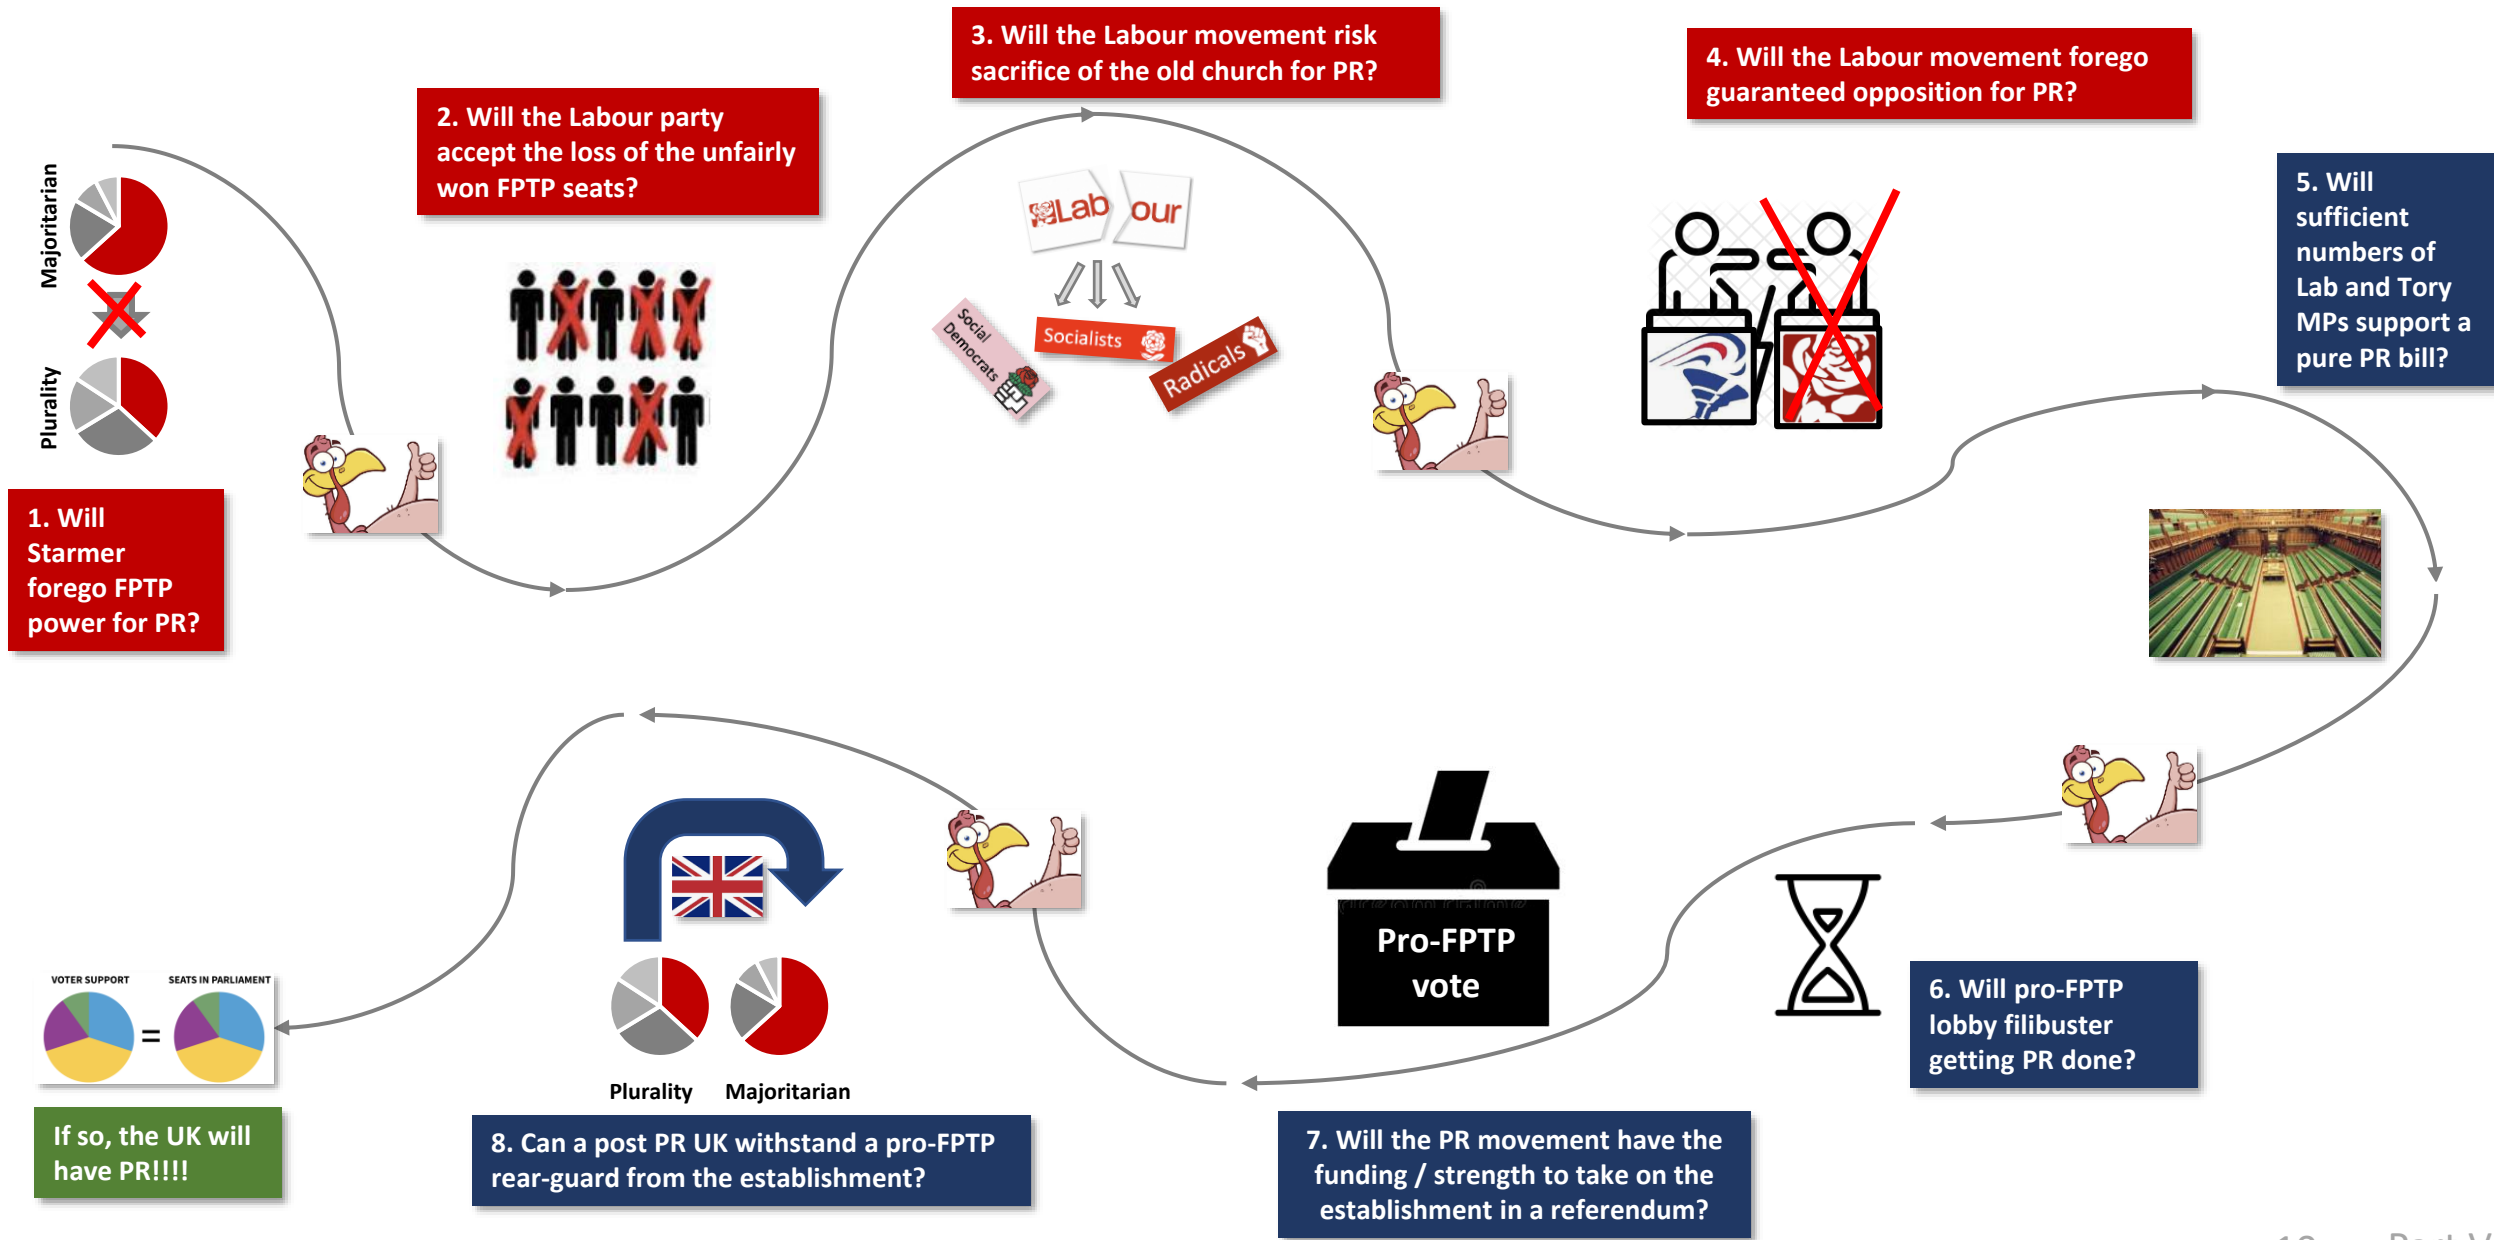 3. Will the Labour movement risk
sacrifice of the old church for PR?
4. Will the Labour movement forego
guaranteed opposition for PR?
2. Will the Labour party
accept the loss of the unfairly
won FPTP seats?
5. Will
sufficient
numbers of
Lab and Tory
MPs support a
pure PR bill?
Majoritarian
Plurality
Lab our
Social
Democrats
Socialists
Radicals
1. Will
Starmer
forego FPTP
power for PR?
Pro-FPTP
vote
6. Will pro-FPTP
lobby filibuster
getting PR done?
VOTER SUPPORT
SEATS IN PARLIAMENT
=
Plurality
Majoritarian
If so, the UK will
have PR!!!!
8. Can a post PR UK withstand a pro-FPTP
rear-guard from the establishment?
7. Will the PR movement have the
funding / strength to take on the
establishment in a referendum?